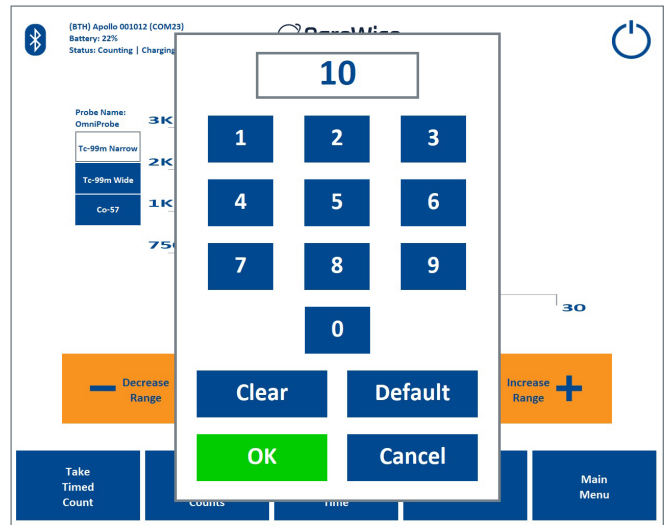 (BTH) Apollo 001012 (COM23)
Battery: 22%
Status: Counting | Charging
10
Probe Name:
OmniProbe
Tc-99m Narrow
Tc-99m Wide
Co-57
3K
2K
1K
750
1
2
3
4
5
6
7
8
9
0
30
Decrease
Range
Increase
Range
Clear
Default
OK
Cancel
Take
Timed
Count
Counts
Time
Main
Menu